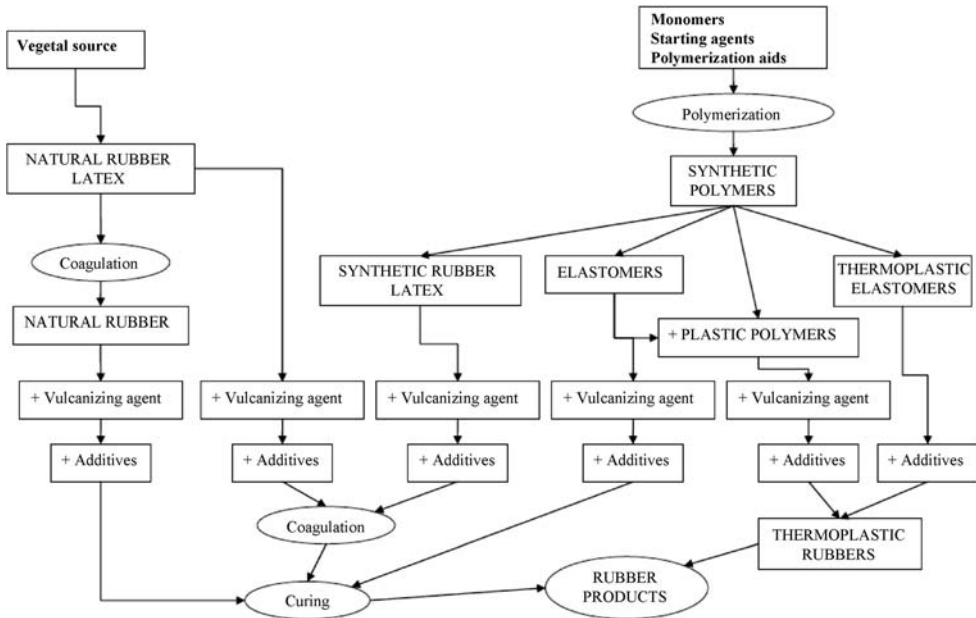 Monomers
Starting agents
Polymerization aids
Vegetal source
Polymerization
NATURAL RUBBER
LATEX
SYNTHETIC
POLYMERS
Coagulation
SYNTHETIC RUBBER
LATEX
ELASTOMERS
THERMOPLASTIC
ELASTOMERS
NATURAL RUBBER
+ PLASTIC POLYMERS
+ Vulcanizing agent
+ Vulcanizing agent
+ Vulcanizing agent
+ Vulcanizing agent
+ Vulcanizing agent
+ Additives
+ Additives
+ Additives
+ Additives
+ Additives
+ Additives
Coagulation
THERMOPLASTIC
RUBBERS
Curing
RUBBER
PRODUCTS